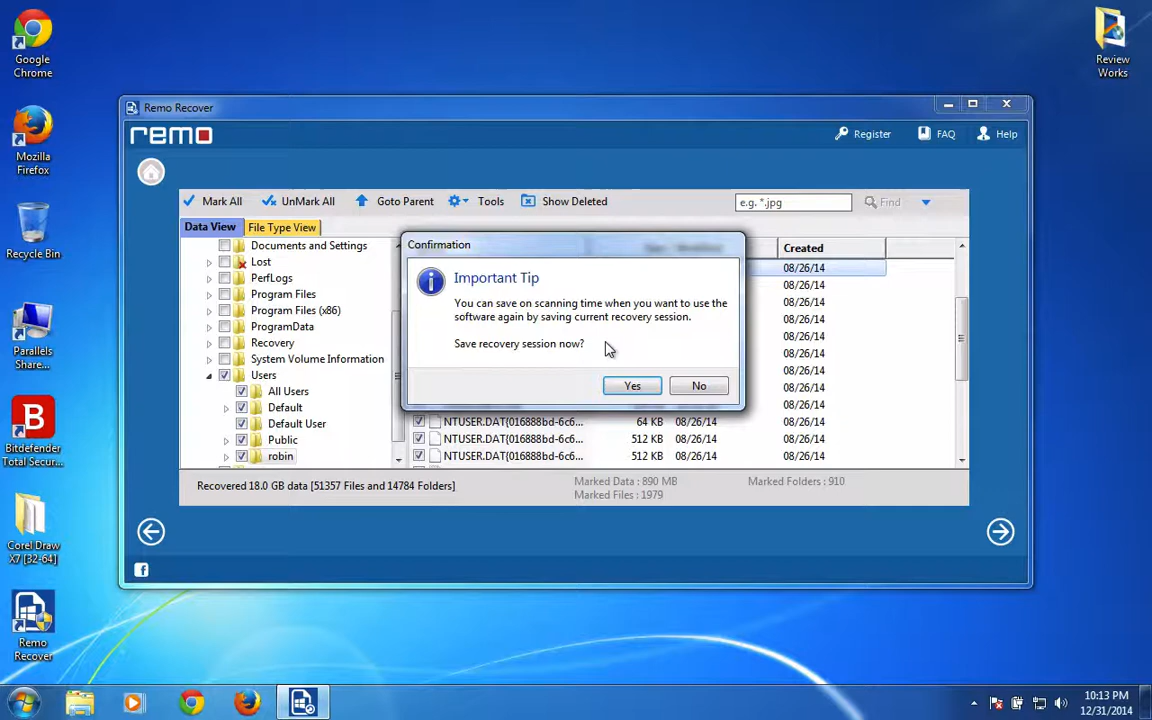 Google
Chrome
Mozilla
Firefox
Recycle Bin
Parallels
Share...
Bitdefender
Total Secur...
Corel Draw
X7 [32-64]
Remo
Recover
Review
Works
Remo Recover
remo
Register
FAQ
Help
Mark All
UnMark All
Goto Parent
Tools
Show Deleted
e.g. *.jpg
Find
Data View
File Type View
Created
Documents and Settings
Lost
PerfLogs
Program Files
Program Files (x86)
ProgramData
Recovery
System Volume Information
Users
All Users
Default
Default User
Public
robin
Confirmation
Important Tip
You can save on scanning time when you want to use the
software again by saving current recovery session.
Save recovery session now?
Yes
No
08/26/14
08/26/14
08/26/14
08/26/14
08/26/14
08/26/14
08/26/14
08/26/14
08/26/14
NTUSER.DAT{016888bd-6c6... 64 KB 08/26/14 08/26/14
NTUSER.DAT{016888bd-6c6... 512 KB 08/26/14 08/26/14
NTUSER.DAT{016888bd-6c6... 512 KB 08/26/14 08/26/14
Recovered 18.0 GB data [51357 Files and 14784 Folders]
Marked Data : 890 MB
Marked Folders : 910
Marked Files : 1979
10:13 PM
12/31/2014